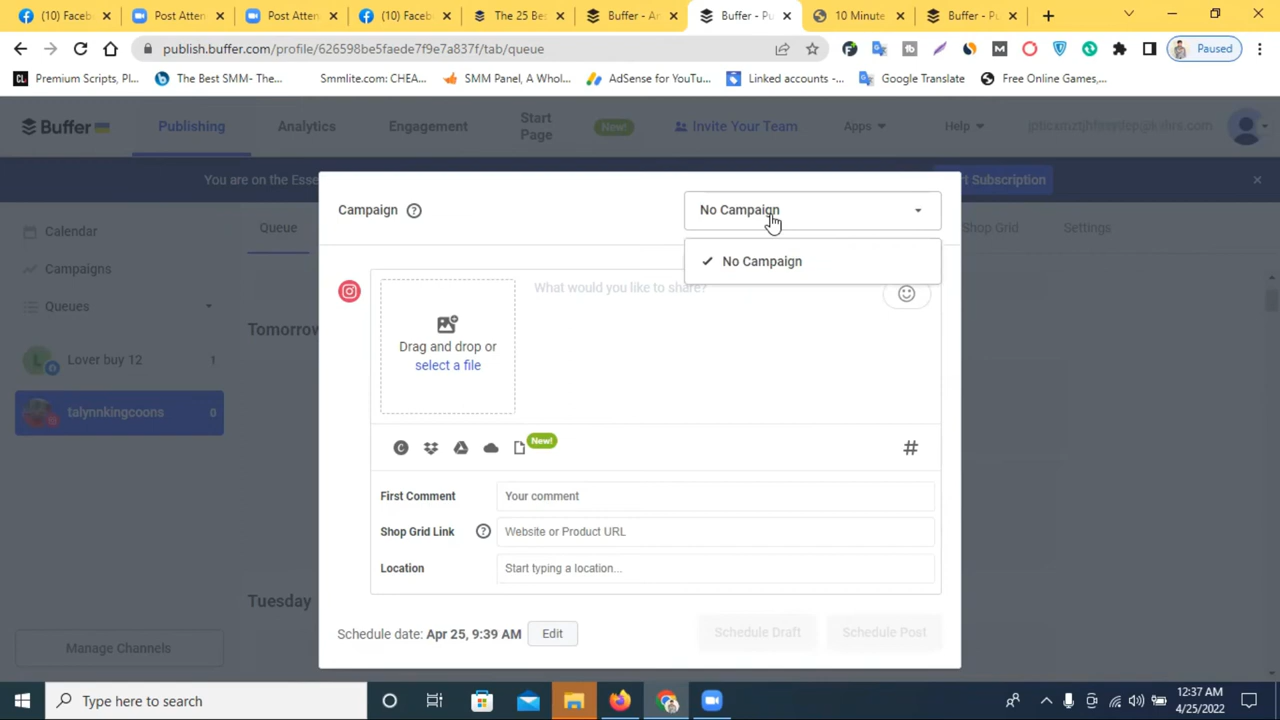 (10) Faceb
Post Atten
Post Atten
(10) Faceb
The 25 Be
Buffer - Ar
Buffer - Pu
10 Minute
Buffer - Pu
publish.buffer.com/profile/626598be5faede7f9e7a837f/tab/queue
Paused
Premium Scripts, Pl...
The Best SMM- The...
Smmlite.com: CHEA...
SMM Panel, A Whol...
AdSense for YouTu...
Linked accounts -...
Google Translate
Free Online Games,...
Buffer
Publishing
Analytics
Engagement
Start Page
New!
Invite Your Team
Apps
Help
You are on the Esse
rt Subscription
Calendar
Campaigns
Queues
Lover buy 12 1
talynnkingcoons 0
Manage Channels
Queue
Shop Grid
Settings
Tomorrow
Tuesday
Campaign
No Campaign
No Campaign
What would you like to share?
Drag and drop or
select a file
New!
#
First Comment Your comment
Shop Grid Link Website or Product URL
Location Start typing a location...
Schedule date: Apr 25, 9:39 AM Edit
Schedule Draft
Schedule Post
Type here to search
12:37 AM
4/25/2022